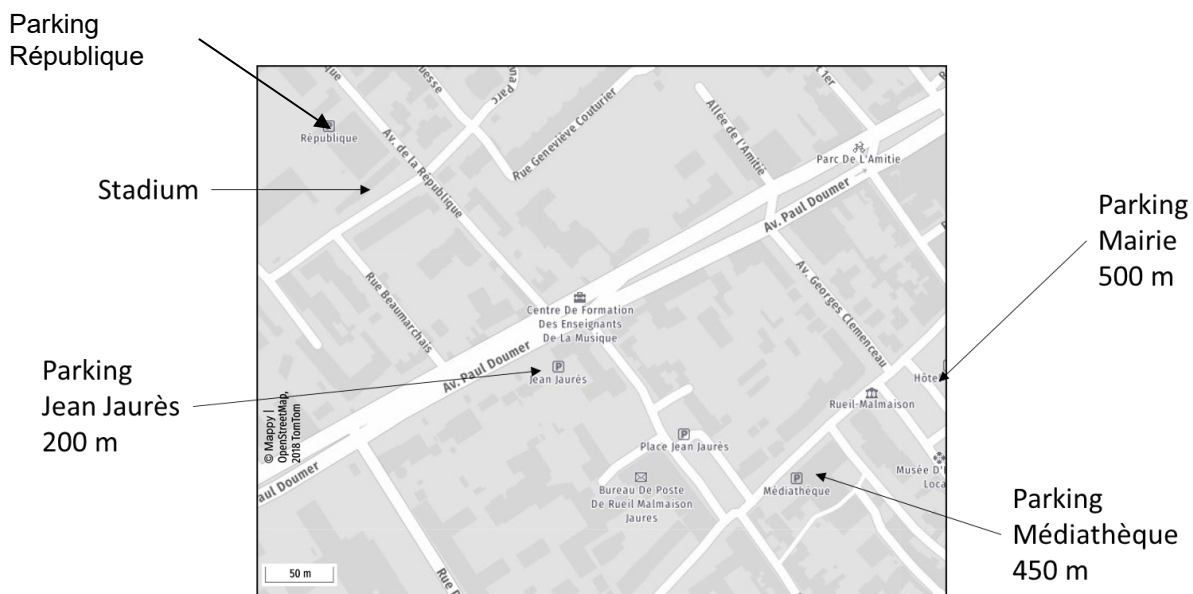 Parking
République
Stadium
Parking
Jean Jaurès
200 m
Parking
Mairie
500 m
Parking
Médiathèque
450 m
République
Av. de la République
Rue Geneviève Couturier
Allée de l'Amitié
Parc De L'Amitie
Av. Paul Doumer
Rue Beaumarchais
Centre De Formation
Des Enseignants
De La Musique
Av. Georges Clemenceau
Av. Paul Doumer
P
Jean Jaurès
Rueil-Malmaison
P
Place Jean Jaurès
© Mappy |
OpenStreetMap,
2018 TomTom
aul Doumer
Bureau De Poste
De Rueil Malmaison
Jaures
P
Médiathèque
50 m